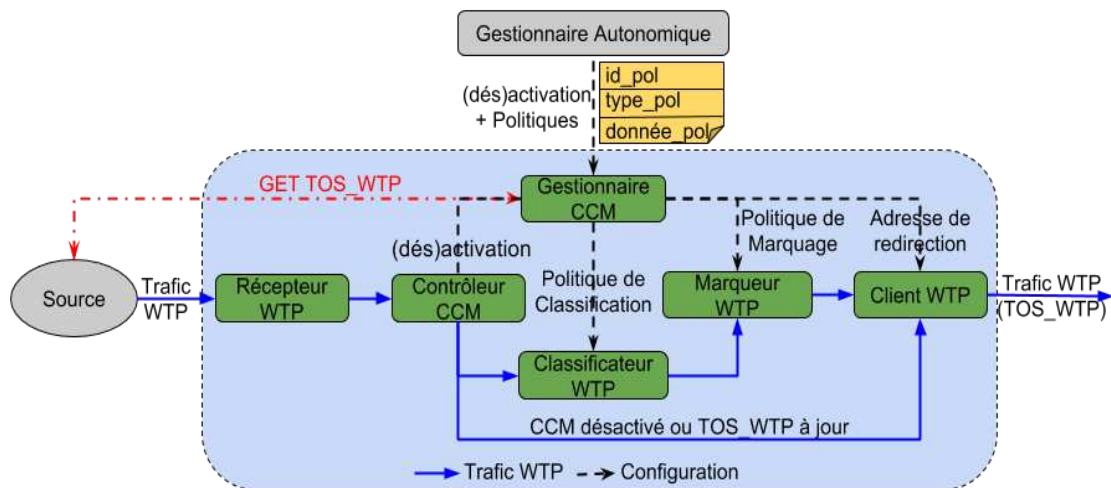 Gestionnaire Autonomique
(dés)activation
+ Politiques
id_pol
type_pol
donnée_pol
GET TOS_WTP
Gestionnaire
CCM
(dés)activation
Politique de
Classification
Politique de
Marquage
Adresse de
redirection
Source
Trafic
WTP
Récepteur
WTP
Contrôleur
CCM
Marqueur
WTP
Client WTP
Trafic WTP
(TOS_WTP)
Classificateur
WTP
CCM désactivé ou TOS_WTP à jour
Trafic WTP
Configuration